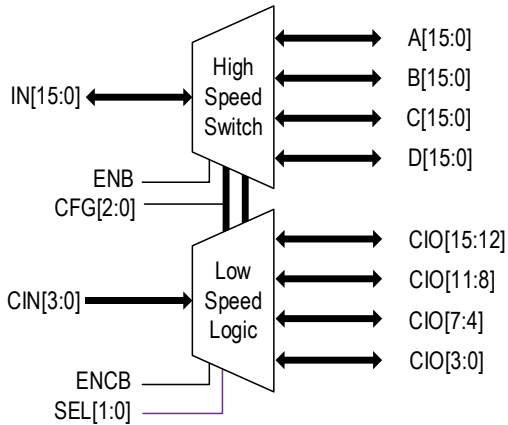 A[15:0]
High
Speed
Switch
B[15:0]
IN[15:0]
C[15:0]
D[15:0]
ENB
CFG[2:0]
CIO[15:12]
Low
Speed
Logic
CIO[11:8]
CIN[3:0]
CIO[7:4]
CIO[3:0]
ENCB
SEL[1:0]